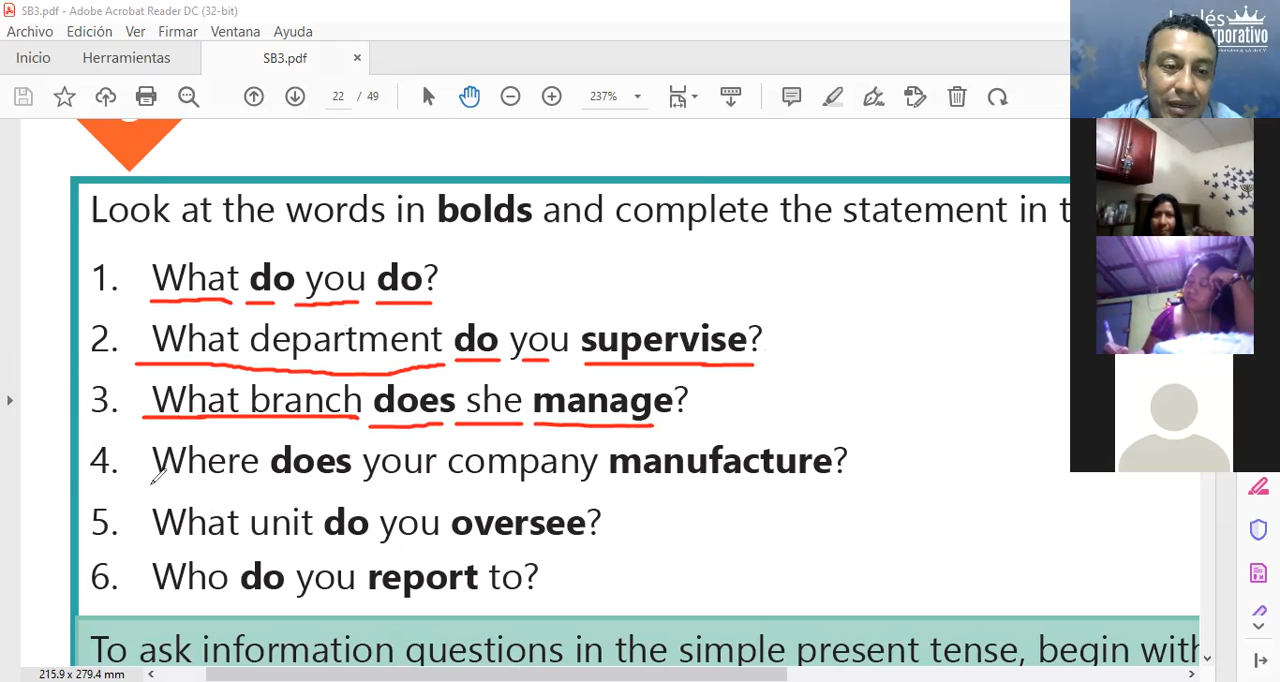 SB3.pdf - Adobe Acrobat Reader DC (32-bit)
Archivo Edición Ver Firmar Ventana Ayuda
Inicio Herramientas SB3.pdf ×
22 / 49 237%
Look at the words in bolds and complete the statement in t
1. What do you do?
2. What department do you supervise?
3. What branch does she manage?
4. Where does your company manufacture?
5. What unit do you oversee?
6. Who do you report to?
To ask information questions in the simple present tense, begin with
215.9 x 279.4 mm